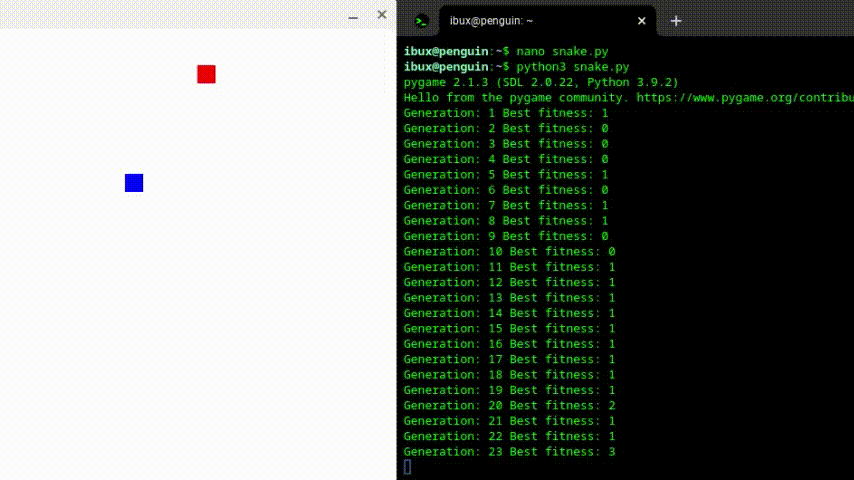 ibux@penguin: ~
ibux@penguin:~$ nano snake.py
ibux@penguin:~$ python3 snake.py
pygame 2.1.3 (SDL 2.0.22, Python 3.9.2)
Hello from the pygame community. https://www.pygame.org/contribu
Generation: 1 Best fitness: 1
Generation: 2 Best fitness: 0
Generation: 3 Best fitness: 0
Generation: 4 Best fitness: 0
Generation: 5 Best fitness: 1
Generation: 6 Best fitness: 0
Generation: 7 Best fitness: 1
Generation: 8 Best fitness: 1
Generation: 9 Best fitness: 0
Generation: 10 Best fitness: 0
Generation: 11 Best fitness: 1
Generation: 12 Best fitness: 1
Generation: 13 Best fitness: 1
Generation: 14 Best fitness: 1
Generation: 15 Best fitness: 1
Generation: 16 Best fitness: 1
Generation: 17 Best fitness: 1
Generation: 18 Best fitness: 1
Generation: 19 Best fitness: 1
Generation: 20 Best fitness: 2
Generation: 21 Best fitness: 1
Generation: 22 Best fitness: 1
Generation: 23 Best fitness: 3